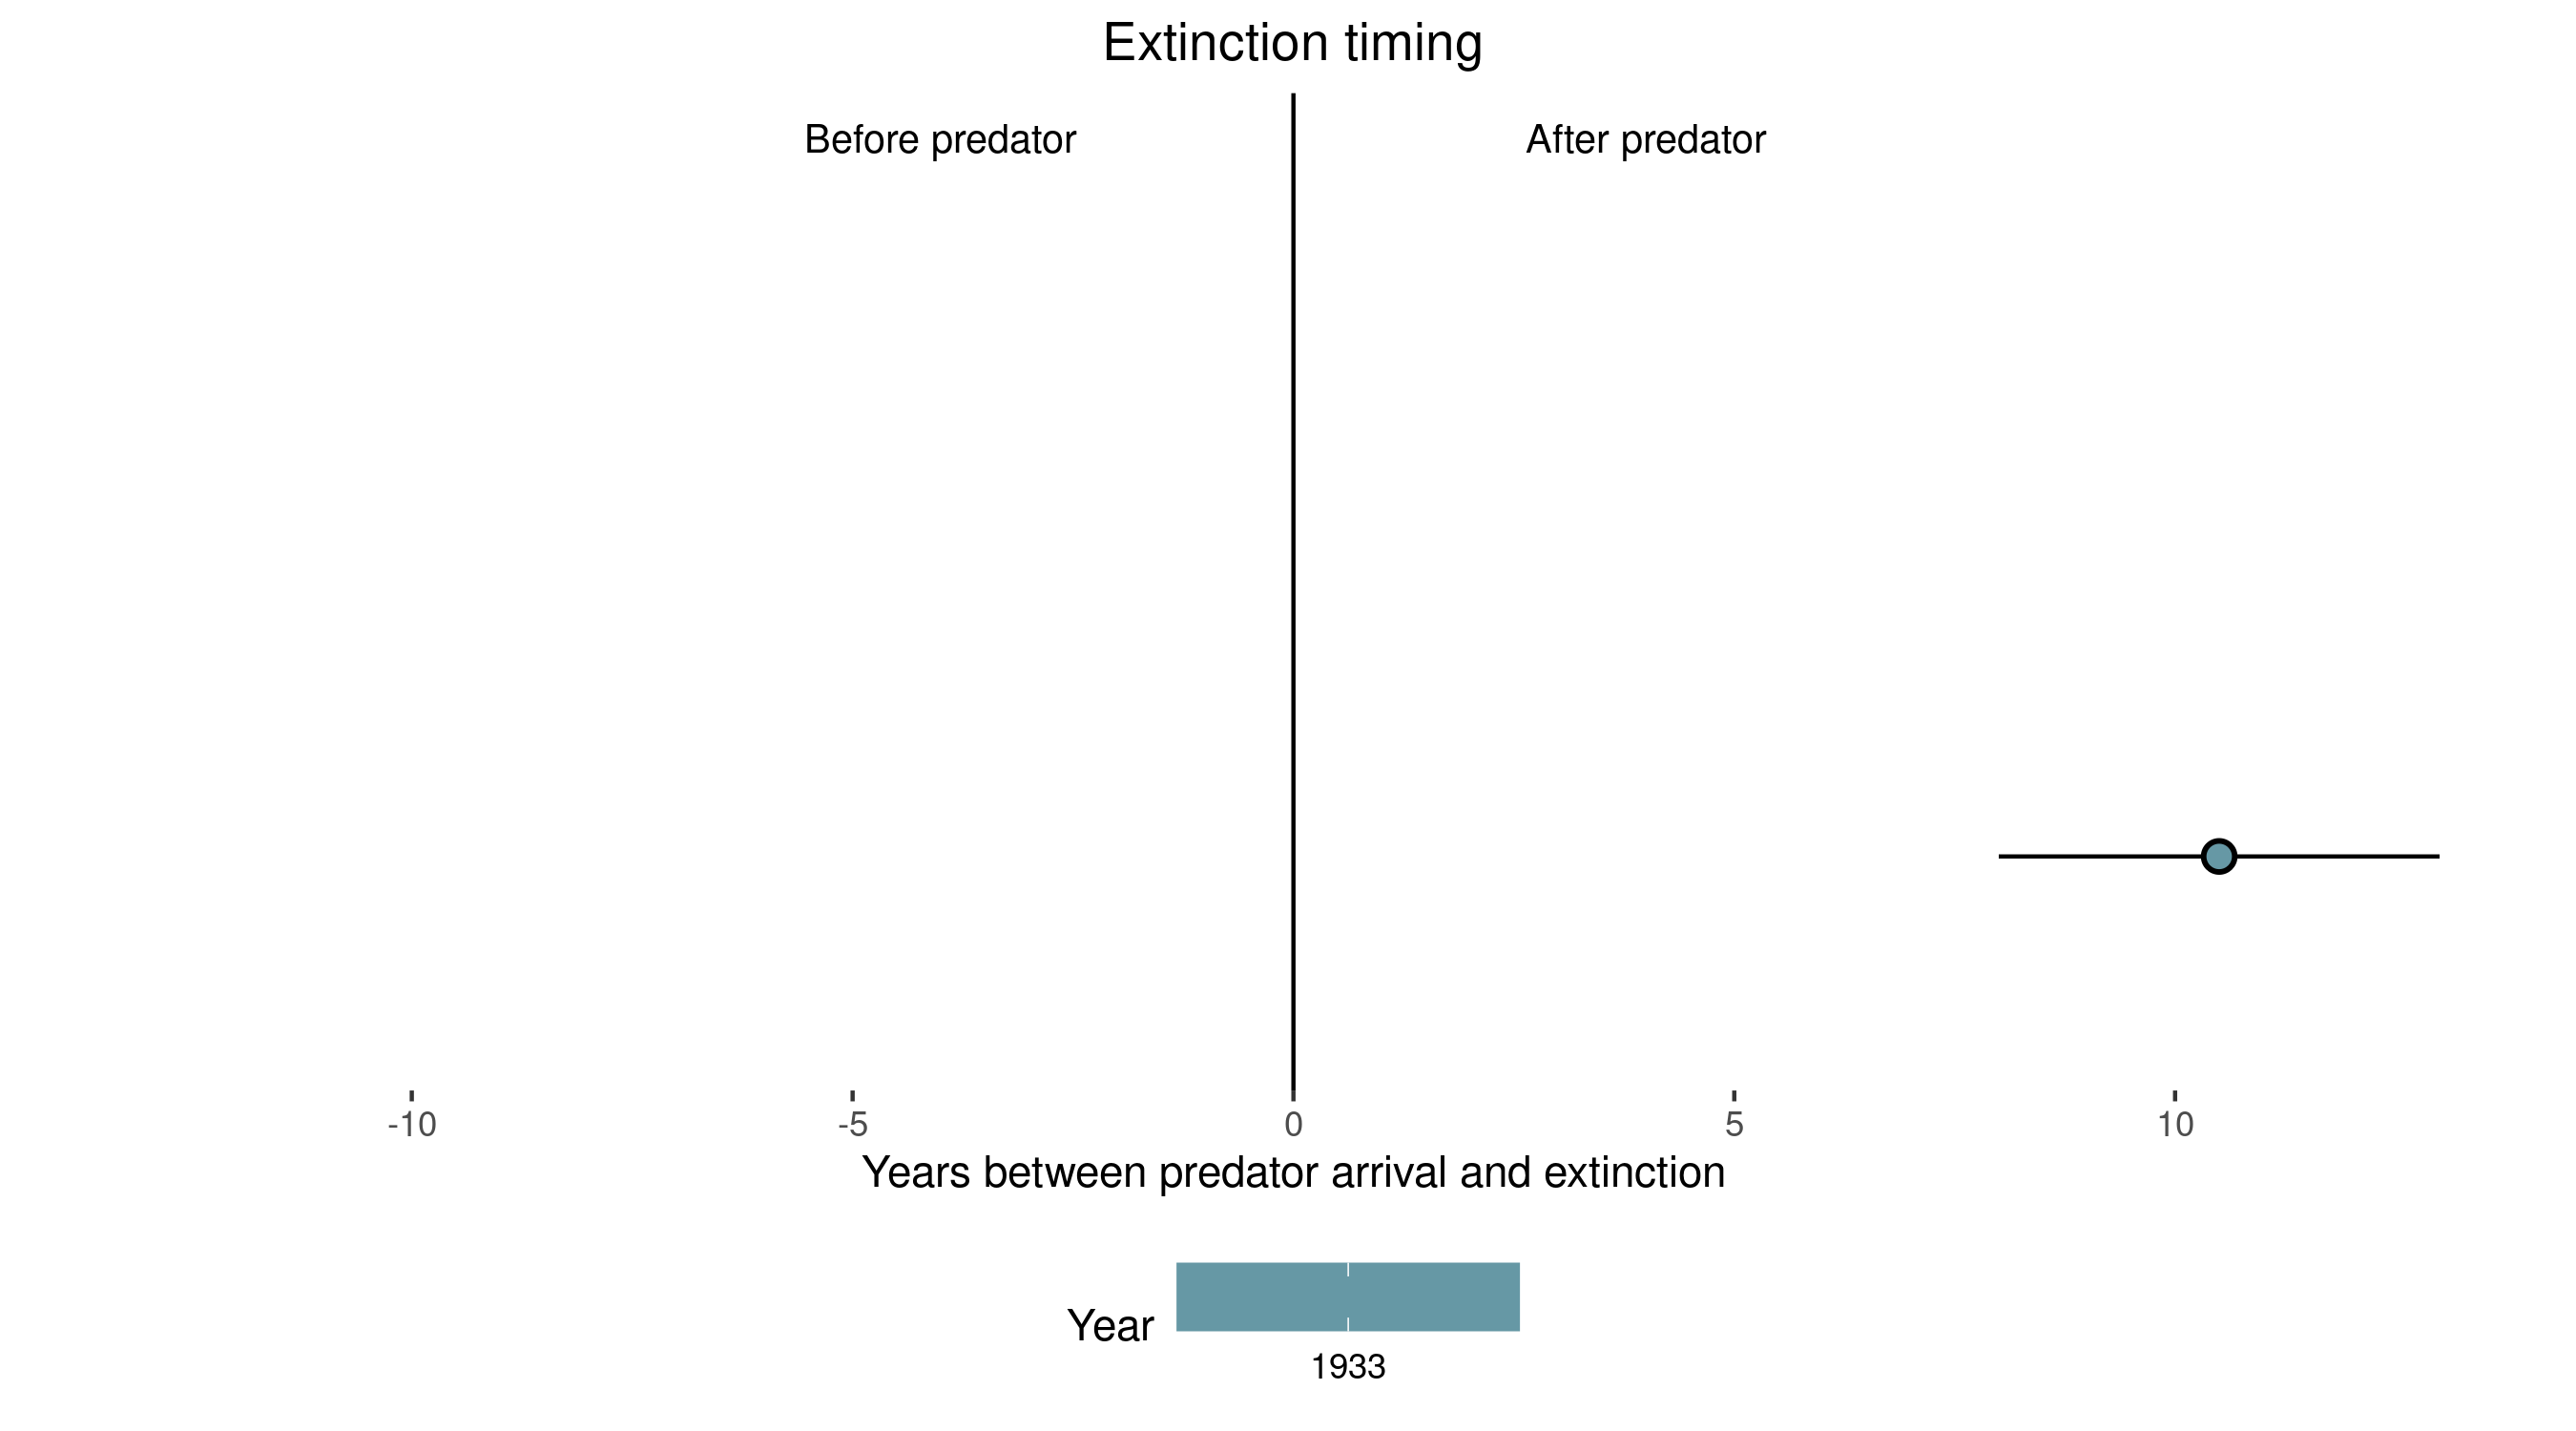 Extinction timing
Before predator After predator
-10 -5 0 5 10
Years between predator arrival and extinction
Year
1933